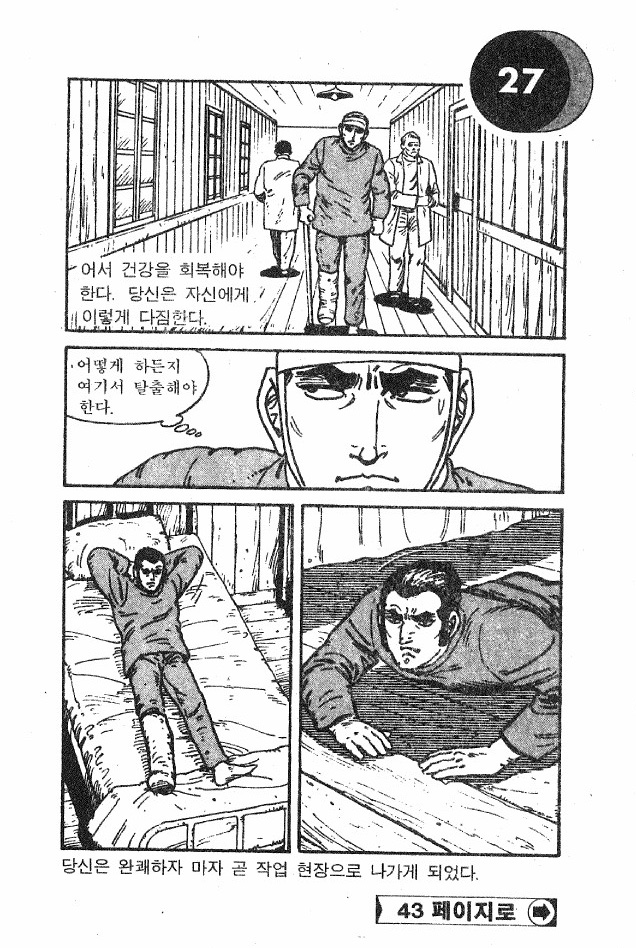 27
어서 건강을 회복해야
한다. 당신은 자신에게
이렇게 다짐한다.
어떻게 하든지
여기서 탈출해야
한다.
당신은 완쾌하자 마자 곧 작업 현장으로 나가게 되었다.
43 페이지로